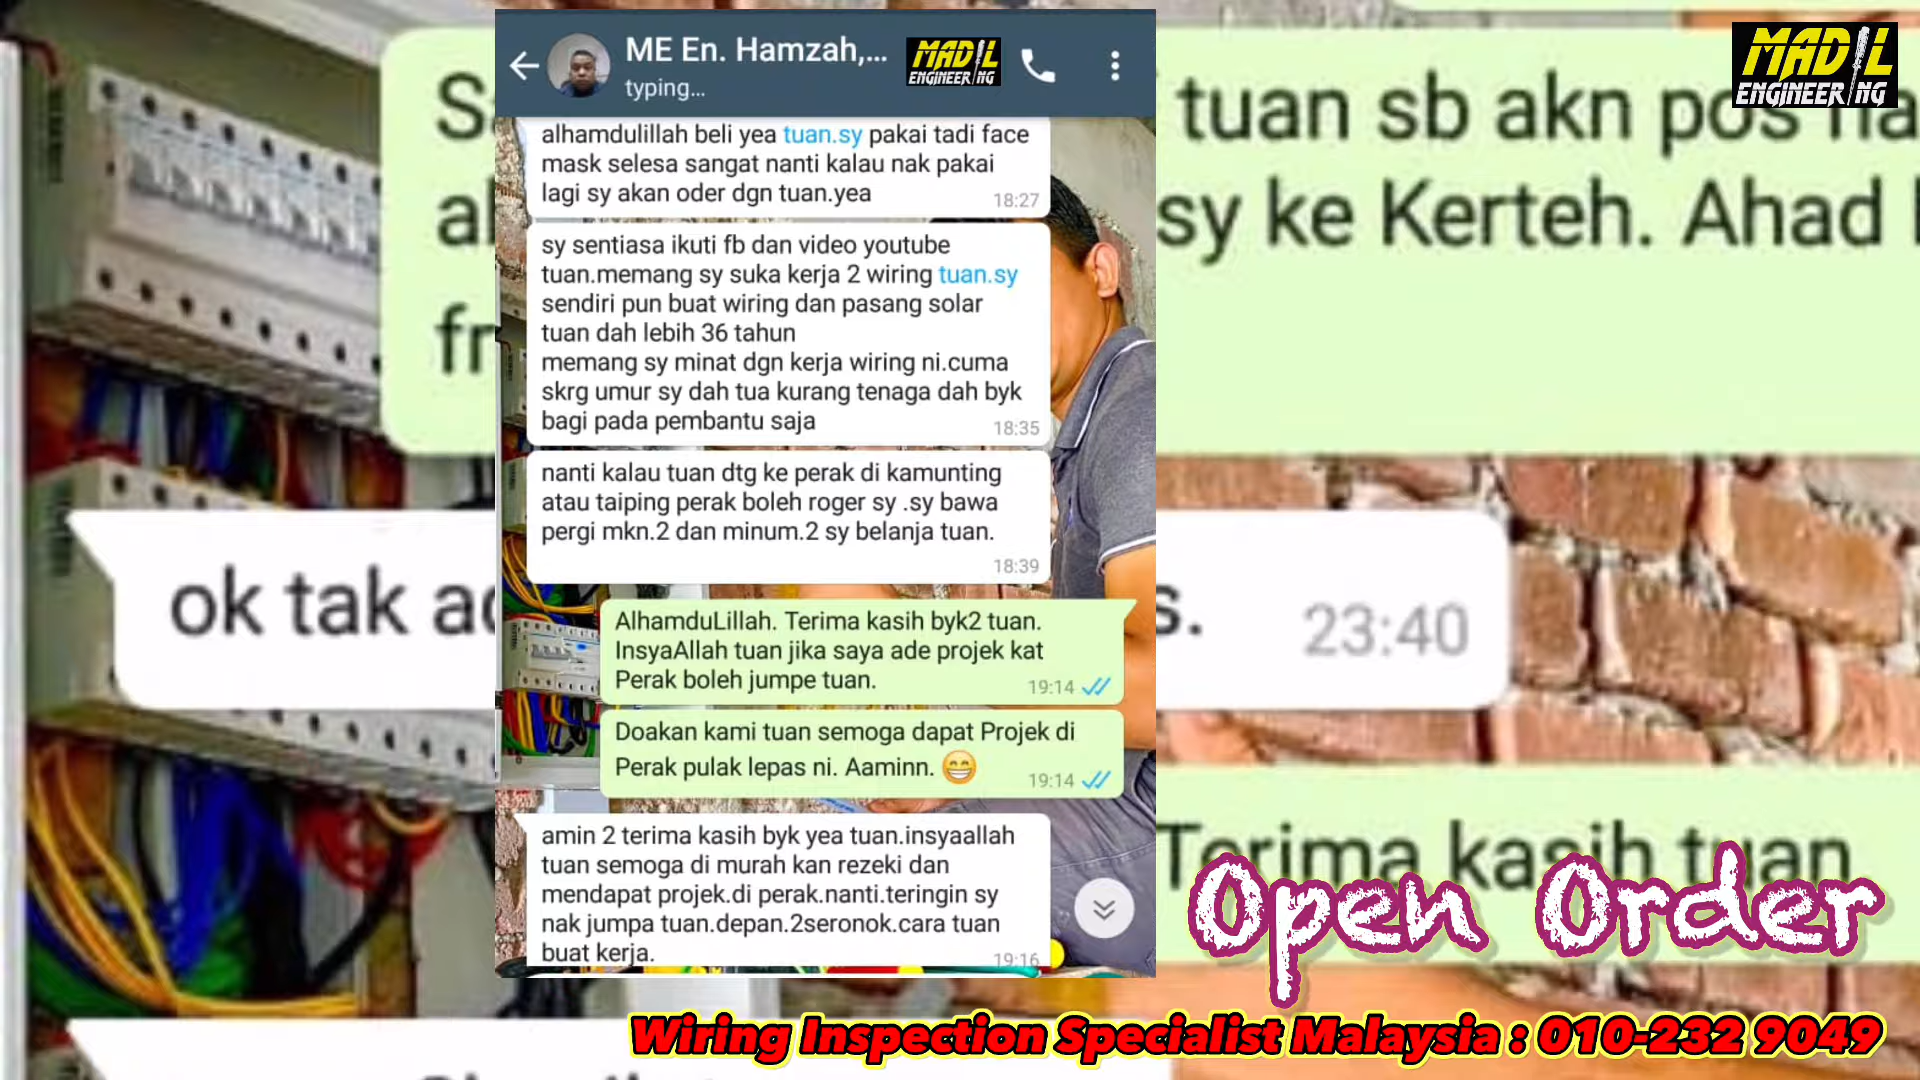 ME En. Hamzah,...
typing...
MADIL
ENGINEERING
alhamdulillah beli yea tuan.sy pakai tadi face
mask selesa sangat nanti kalau nak pakai
lagi sy akan oder dgn tuan.yea
18:27
sy sentiasa ikuti fb dan video youtube
tuan.memang sy suka kerja 2 wiring tuan.sy
sendiri pun buat wiring dan pasang solar
tuan dah lebih 36 tahun
memang sy minat dgn kerja wiring ni.cuma
skrg umur sy dah tua kurang tenaga dah byk
bagi pada pembantu saja
18:35
nanti kalau tuan dtg ke perak di kamunting
atau taiping perak boleh roger sy .sy bawa
pergi mkn.2 dan minum.2 sy belanja tuan.
18:39
AlhamduLillah. Terima kasih byk2 tuan.
InsyaAllah tuan jika saya ade projek kat
Perak boleh jumpe tuan.
19:14
Doakan kami tuan semoga dapat Projek di
Perak pulak lepas ni. Aaminn. 😁
19:14
amin 2 terima kasih byk yea tuan.insyaallah
tuan semoga di murah kan rezeki dan
mendapat projek.di perak.nanti.teringin sy
nak jumpa tuan.depan.2seronok.cara tuan
buat kerja.
19:16
MADIL
ENGINEERING
tuan sb akn pos
sy ke Kerteh. Ahad
ok tak
23:40
Terima kasih tuan
Open Order
Wiring Inspection Specialist Malaysia : 010-232 9049